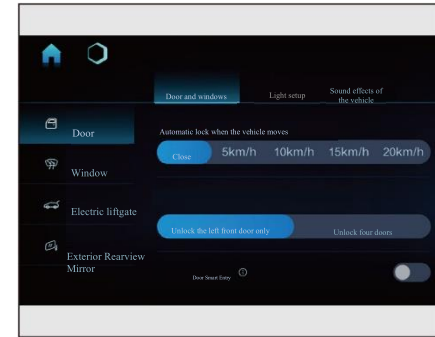 Door and windows
Light setup
Sound effects of
the vehicle
Door
Automatic lock when the vehicle moves
Close
5km/h
10km/h
15km/h
20km/h
Window
Electric liftgate
Unlock the left front door only
Unlock four doors
Exterior Rearview
Mirror
Door Smart Entry